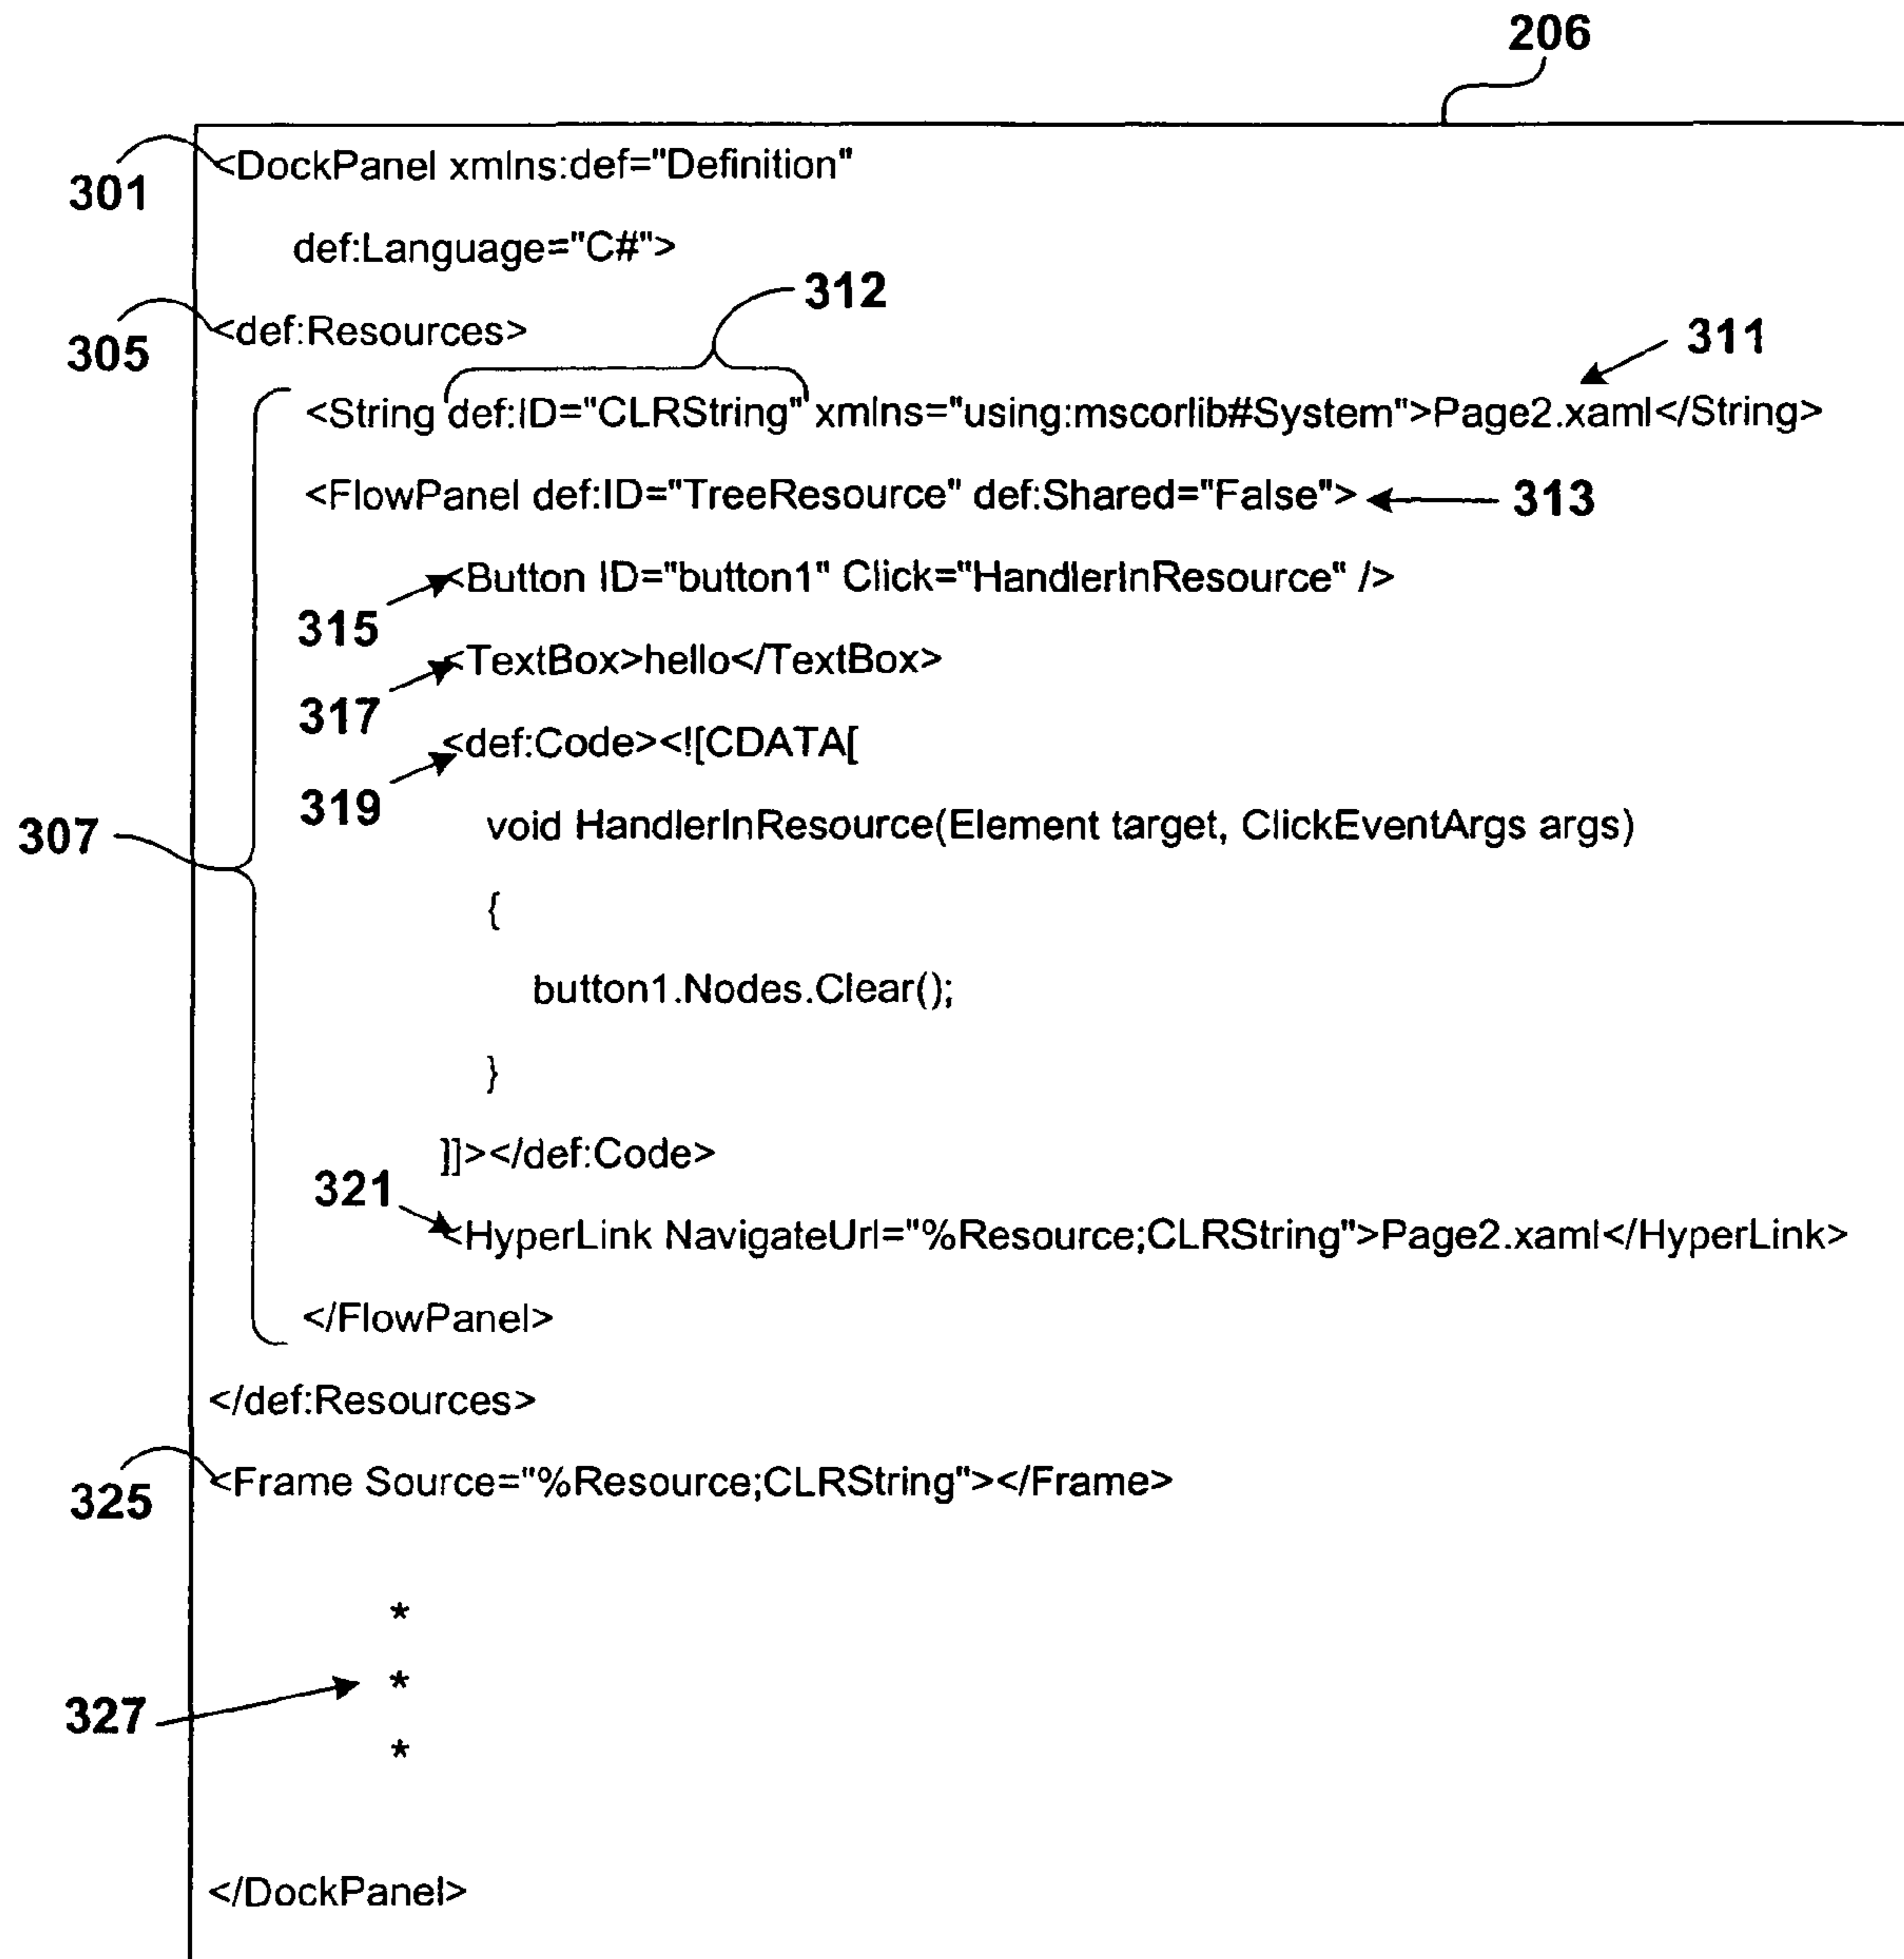 206
301
<DockPanel xmlns:def="Definition"
def:Language="C#">
312
305
<def:Resources>
311
<String def:ID="CLRString" xmlns="using:mscorlib#System">Page2.xaml</String>
<FlowPanel def:ID="TreeResource" def:Shared="False">
313
<Button ID="button1" Click="HandlerInResource" />
315
<TextBox>hello</TextBox>
317
<def:Code><![CDATA[
319
307
void HandlerInResource(Element target, ClickEventArgs args)
{
button1.Nodes.Clear();
}
]]></def:Code>
321
<HyperLink NavigateUrl="%Resource;CLRString">Page2.xaml</HyperLink>
</FlowPanel>
</def:Resources>
325
<Frame Source="%Resource;CLRString"></Frame>
*
*
327
*
</DockPanel>